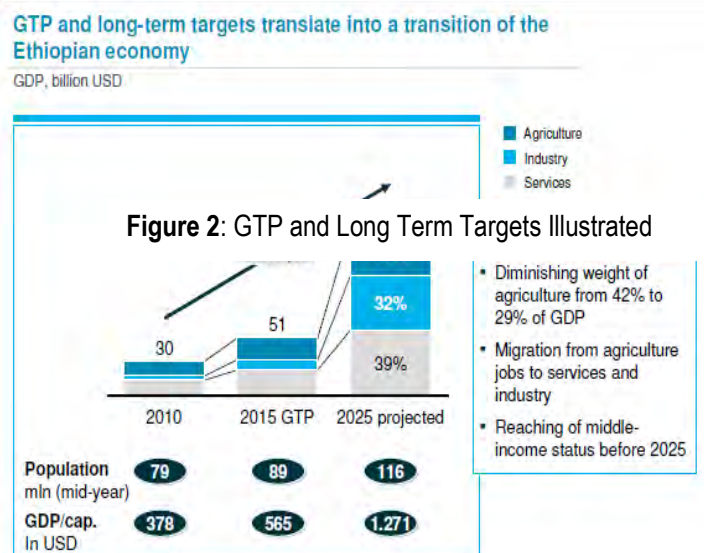 GTP and long-term targets translate into a transition of the
Ethiopian economy
GDP, billion USD
Agriculture
Industry
Services
Figure 2: GTP and Long Term Targets Illustrated
30
51
32%
39%
2010
2015 GTP
2025 projected
Population
mln (mid-year)
79
89
116
GDP/cap.
In USD
378
565
1.271
▪ Diminishing weight of
agriculture from 42% to
29% of GDP
▪ Migration from agriculture
jobs to services and
industry
▪ Reaching of middle-
income status before 2025